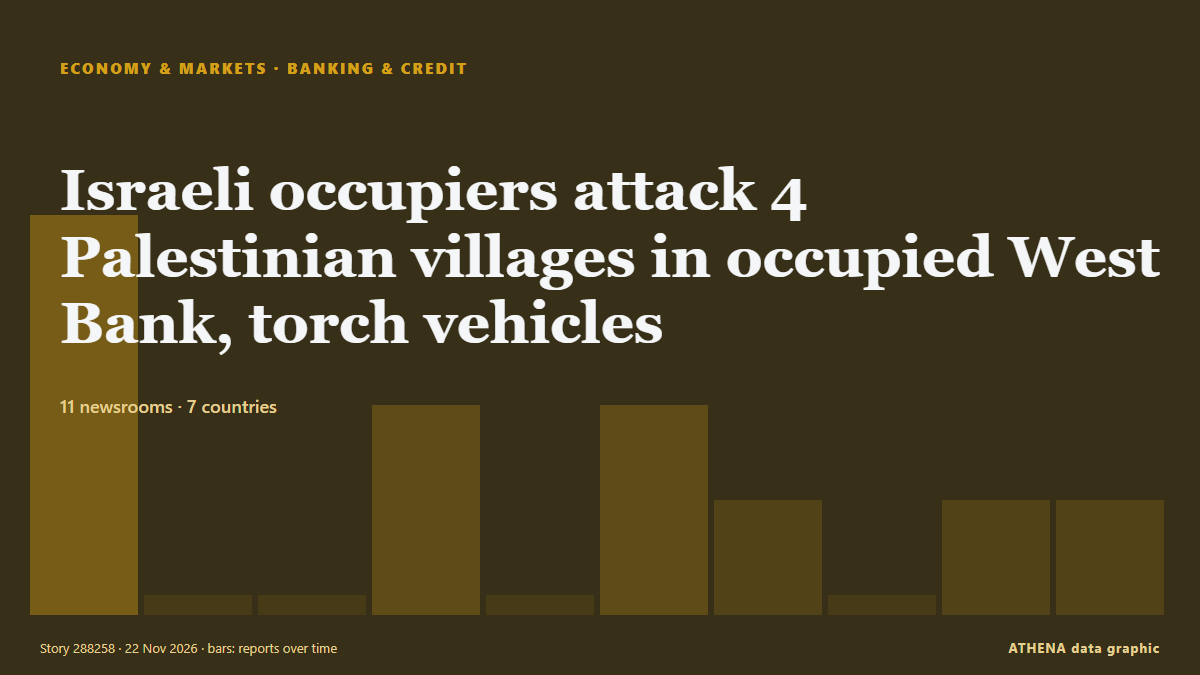 ECONOMY & MARKETS · BANKING & CREDIT
Israeli occupiers attack 4
Palestinian villages in occupied West
Bank, torch vehicles
11 newsrooms · 7 countries
Story 288258 · 22 Nov 2026 · bars: reports over time
ATHENA data graphic